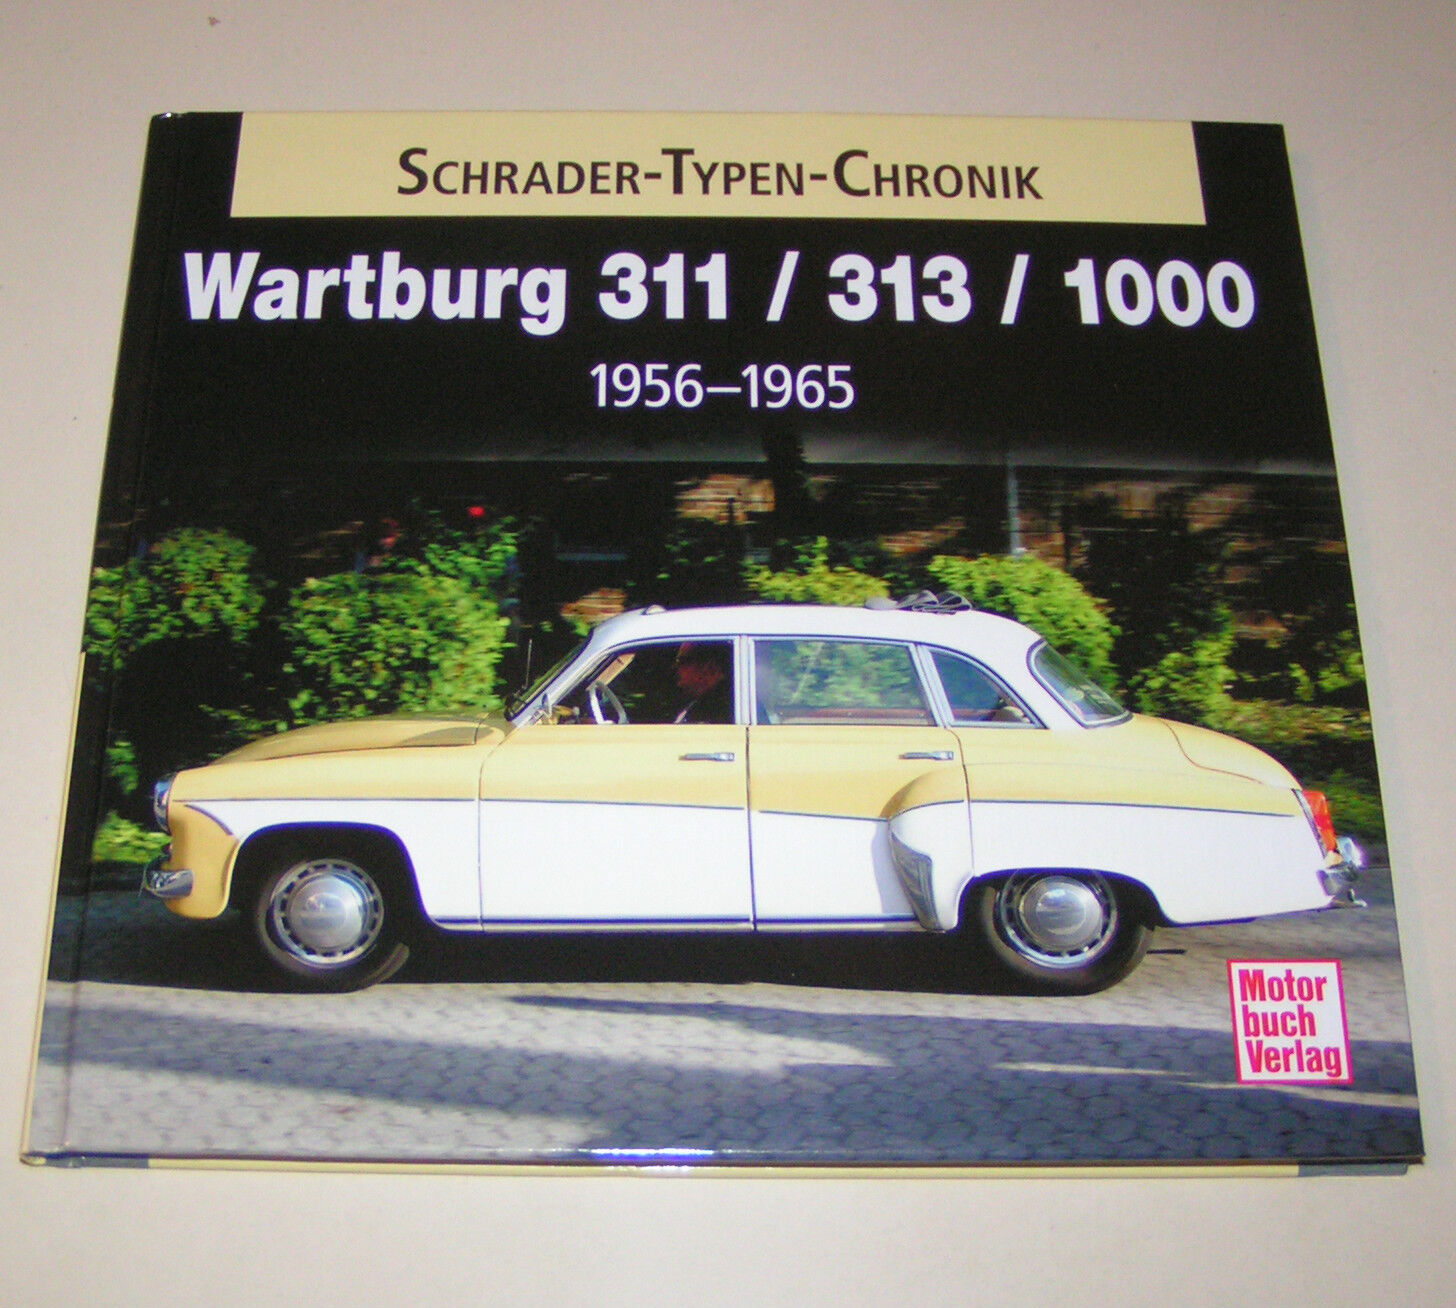 SCHRADER-TYPEN-CHRONIK
Wartburg 311 / 313 / 1000
1956–1965
Motor
buch
Verlag